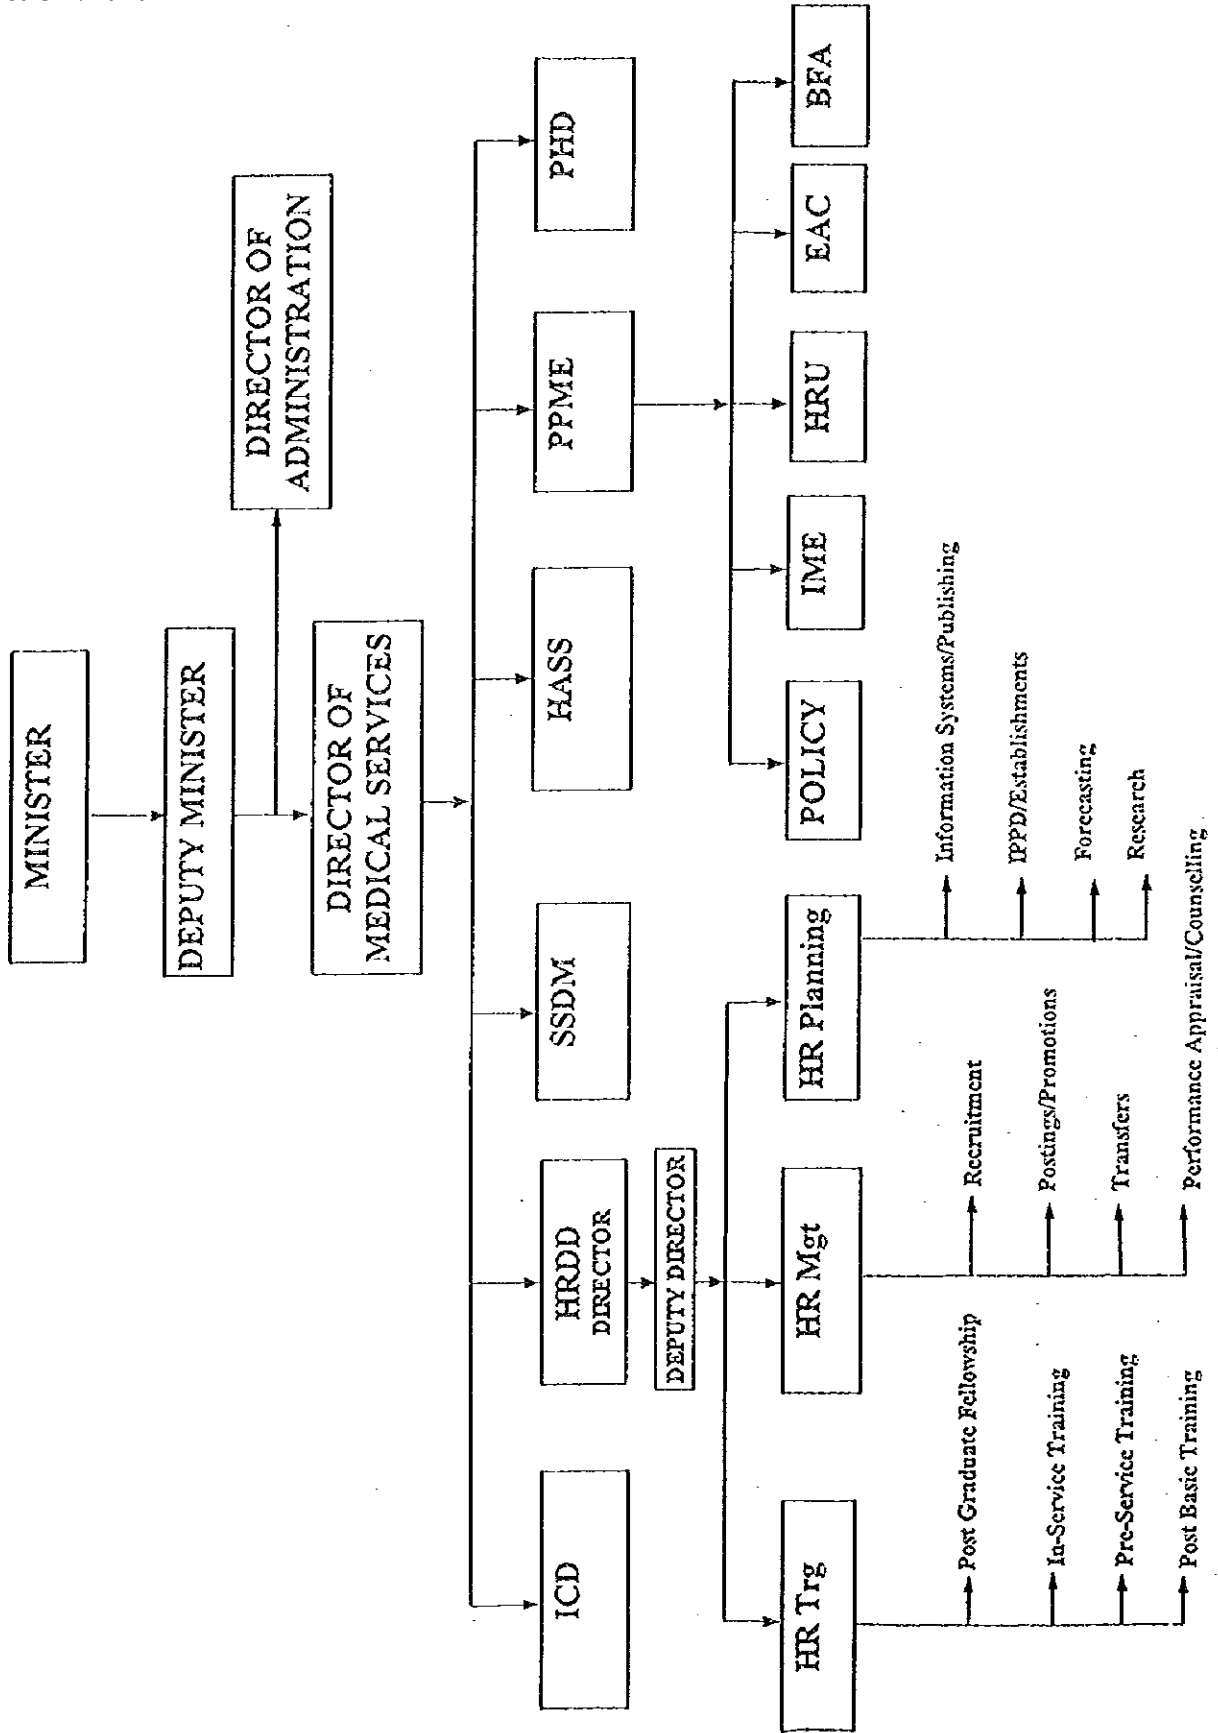 MINISTER
DEPUTY MINISTER
DIRECTOR OF
ADMINISTRATION
DIRECTOR OF
MEDICAL SERVICES
ICD
HRDD
DIRECTOR
SSDM
HASS
PPME
PHD
DEPUTY DIRECTOR
HR Trg
HR Mgt
HR Planning
POLICY
IME
HRU
EAC
BFA
Post Graduate Fellowship
In-Service Training
Pre-Service Training
Post Basic Training
Recruitment
Postings/Promotions
Transfers
Performance Appraisal/Counselling
Information Systems/Publishing
IPPD/Establishments
Forecasting
Research